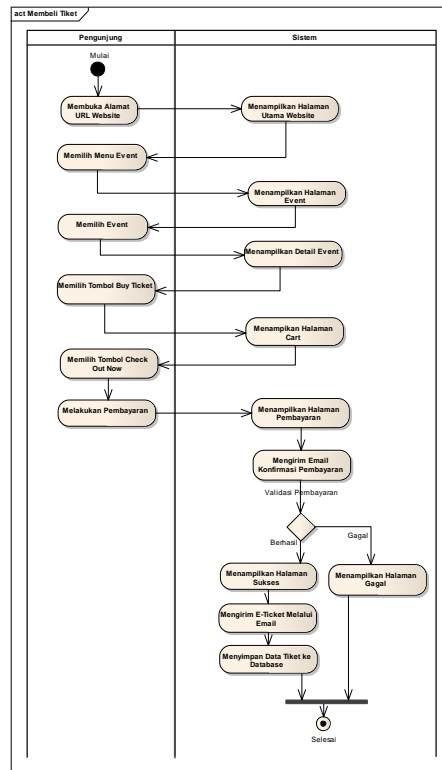 act Membeli Tiket
Pengunjung
Sistem
Mulai
Membuka Alamat
URL Website
Menampilkan Halaman
Utama Website
Memilih Menu Event
Menampilkan Halaman
Event
Memilih Event
Menampilkan Detail Event
Memilih Tombol Buy Ticket
Menampikan Halaman
Cart
Memilih Tombol Check
Out Now
Melakukan Pembayaran
Menampilkan Halaman
Pembayaran
Mengirim Email
Konfirmasi Pembayaran
Validasi Pembayaran
Berhasil
Gagal
Menampilkan Halaman
Sukses
Menampilkan Halaman
Gagal
Mengirim E-Ticket Melalui
Email
Menyimpan Data Tiket ke
Database
Selesai